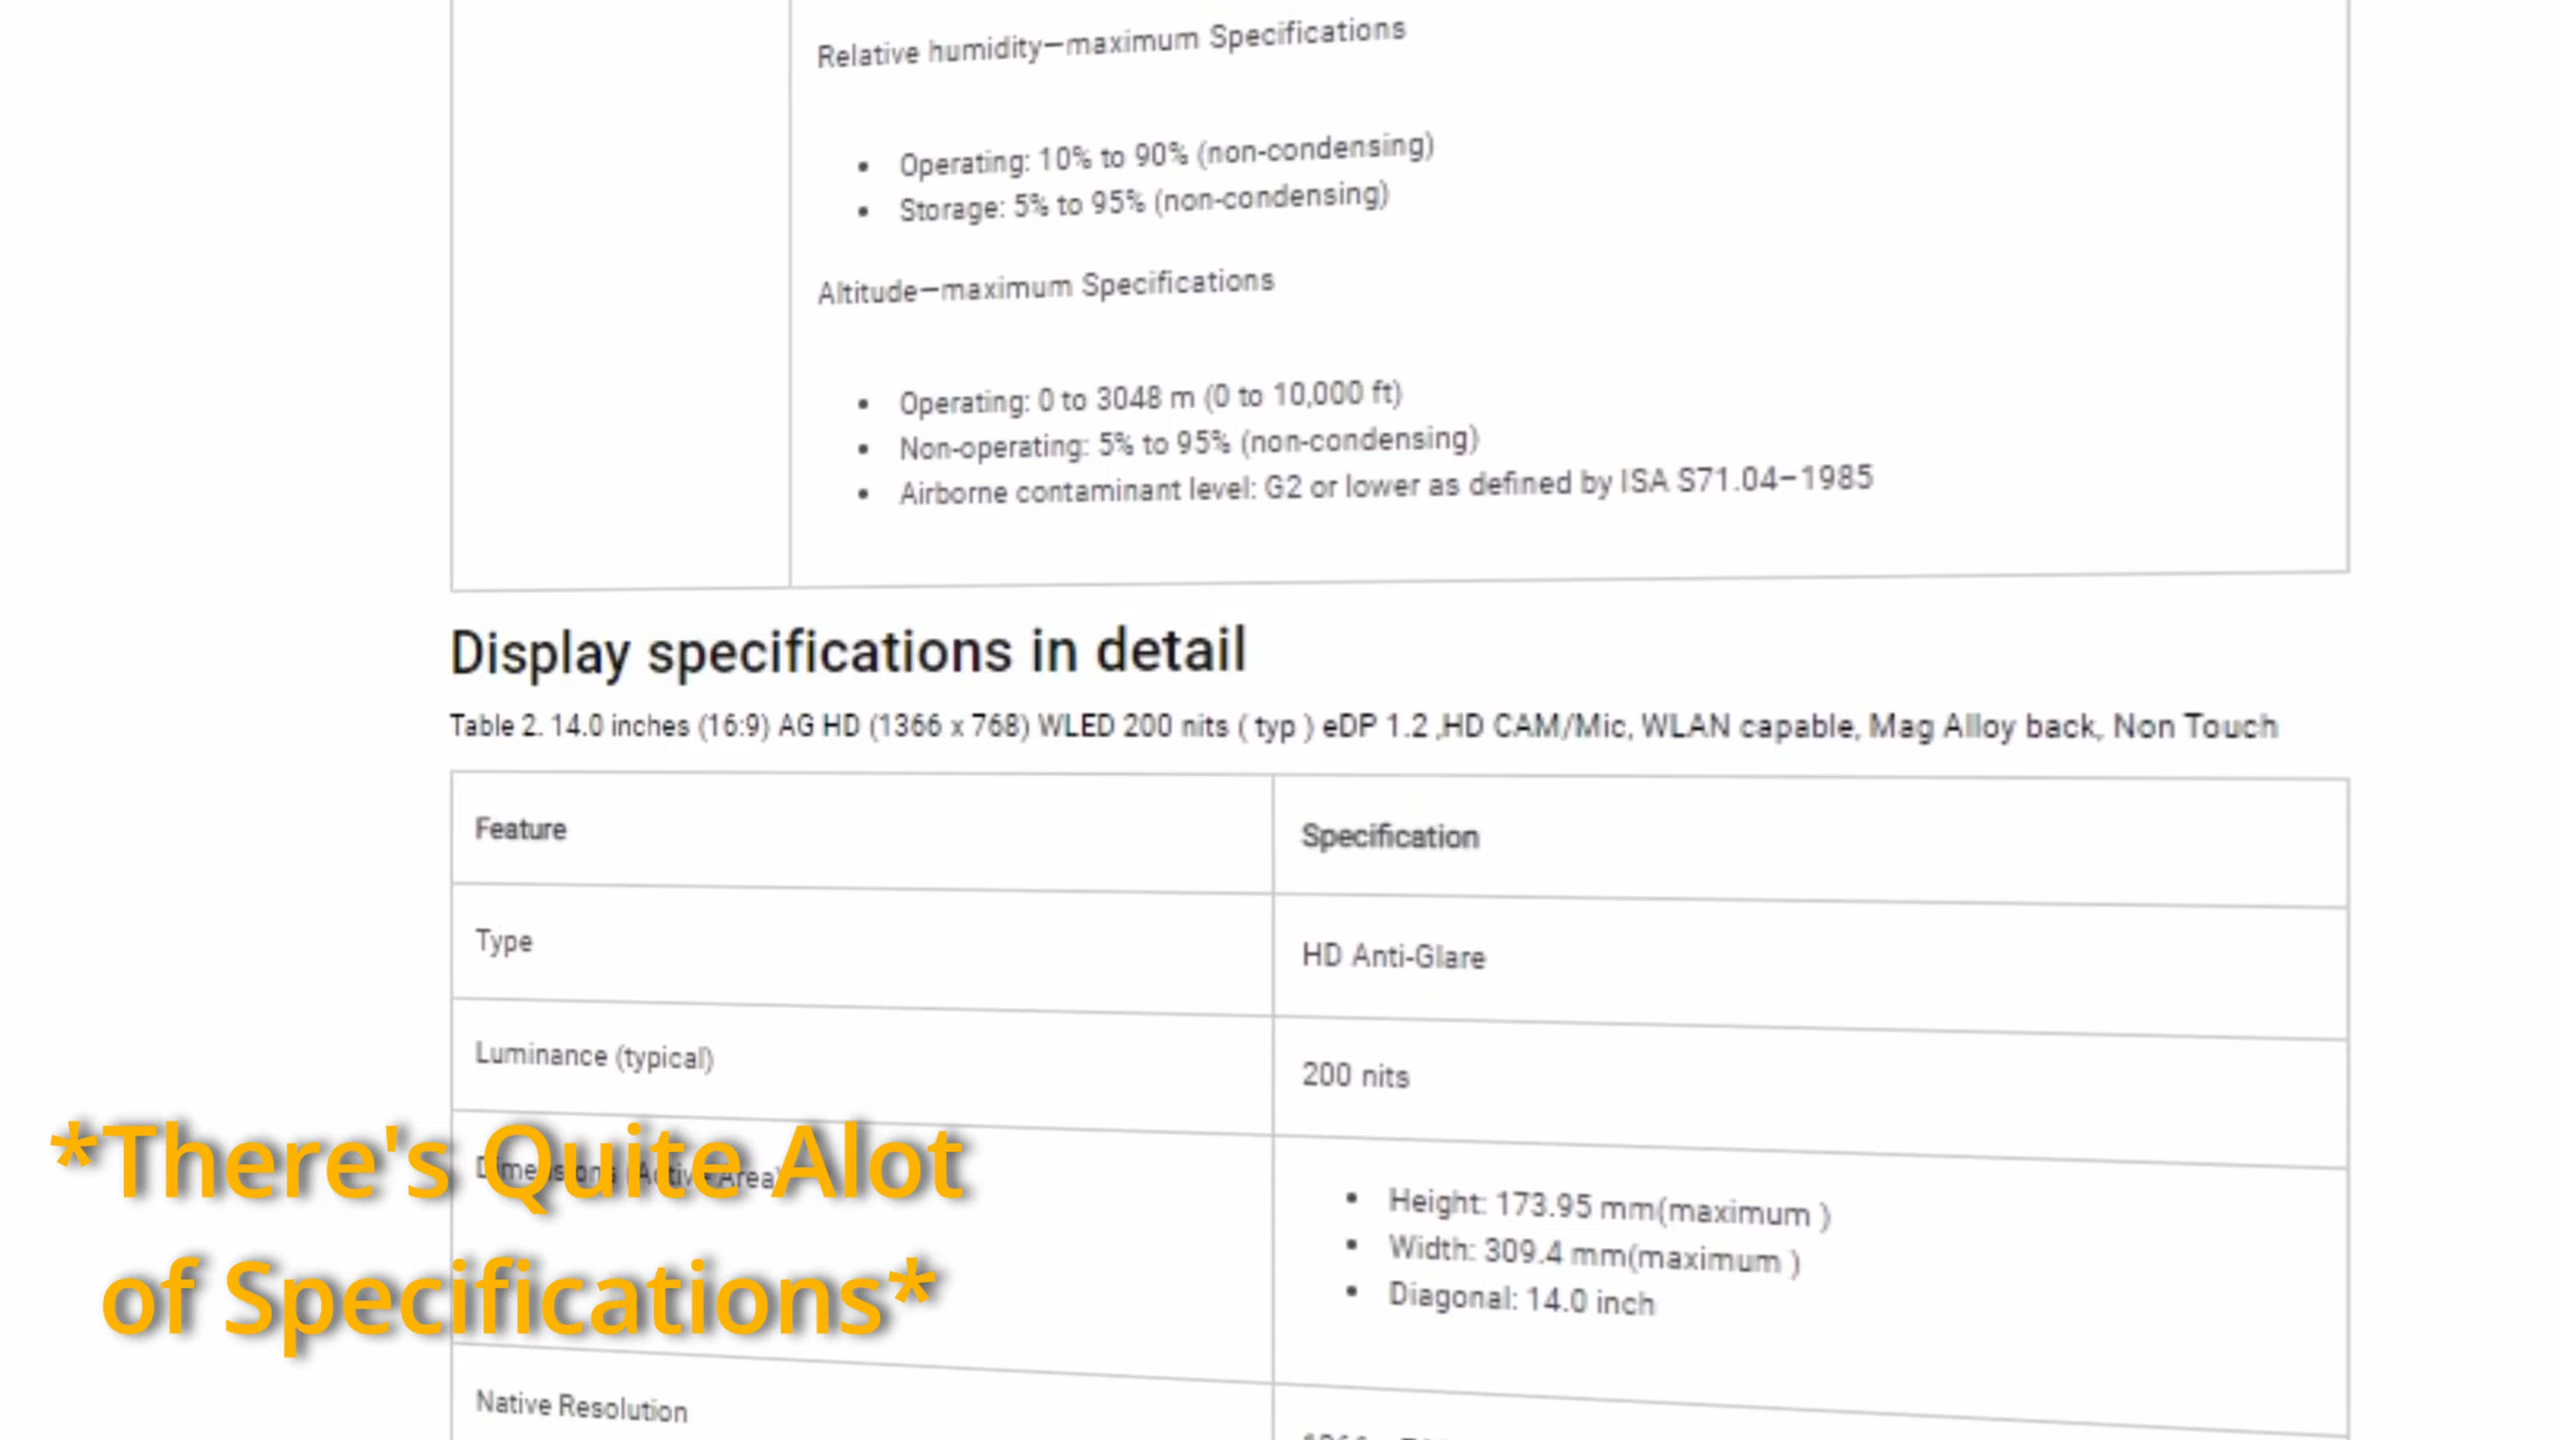 Relative humidity—maximum Specifications
• Operating: 10% to 90% (non-condensing)
• Storage: 5% to 95% (non-condensing)
Altitude—maximum Specifications
• Operating: 0 to 3048 m (0 to 10,000 ft)
• Non-operating: 5% to 95% (non-condensing)
• Airborne contaminant level: G2 or lower as defined by ISA S71.04–1985
Display specifications in detail
Table 2. 14.0 inches (16:9) AG HD (1366 x 768) WLED 200 nits ( typ ) eDP 1.2 ,HD CAM/Mic, WLAN capable, Mag Alloy back, Non Touch
Feature
Specification
Type
HD Anti-Glare
Luminance (typical)
200 nits
Dimensions (Active Area)
• Height: 173.95 mm(maximum )
• Width: 309.4 mm(maximum )
• Diagonal: 14.0 inch
Native Resolution
*There's Quite Alot
of Specifications*